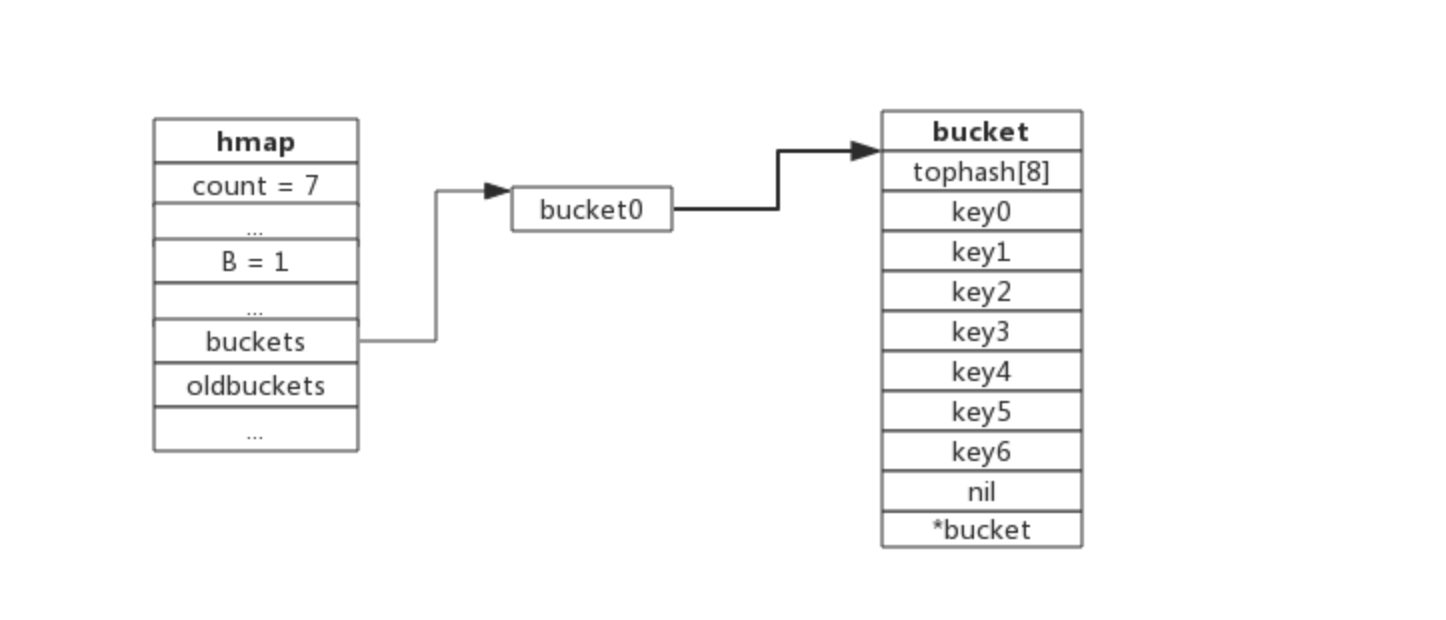 hmap
count = 7
...
B = 1
...
buckets
oldbuckets
...
bucket0
bucket
tophash[8]
key0
key1
key2
key3
key4
key5
key6
nil
*bucket